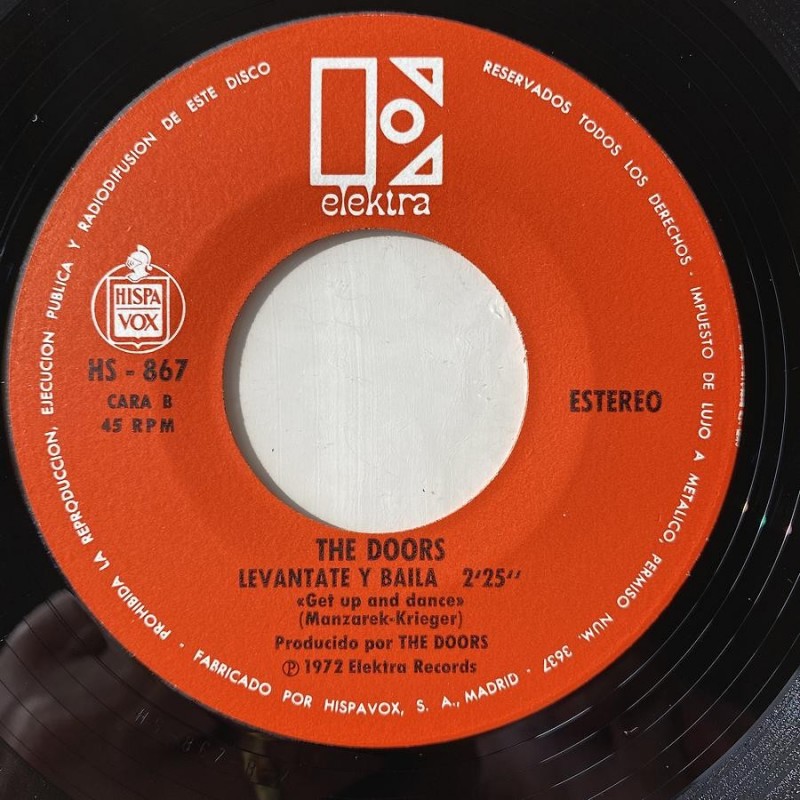 elektra
PROHIBIDA LA REPRODUCCION, EJECUCION PUBLICA Y RADIODIFUSION DE ESTE DISCO
RESERVADOS TODOS LOS DERECHOS · IMPUESTO DE LUJO A METALICO, PERMISO NUM. 3637
HISPA
VOX
HS - 867
CARA B
45 RPM
ESTEREO
THE DOORS
LEVANTATE Y BAILA 2'25''
«Get up and dance»
(Manzarek-Krieger)
Producido por THE DOORS
Ⓟ 1972 Elektra Records
· FABRICADO POR HISPAVOX, S. A., MADRID ·